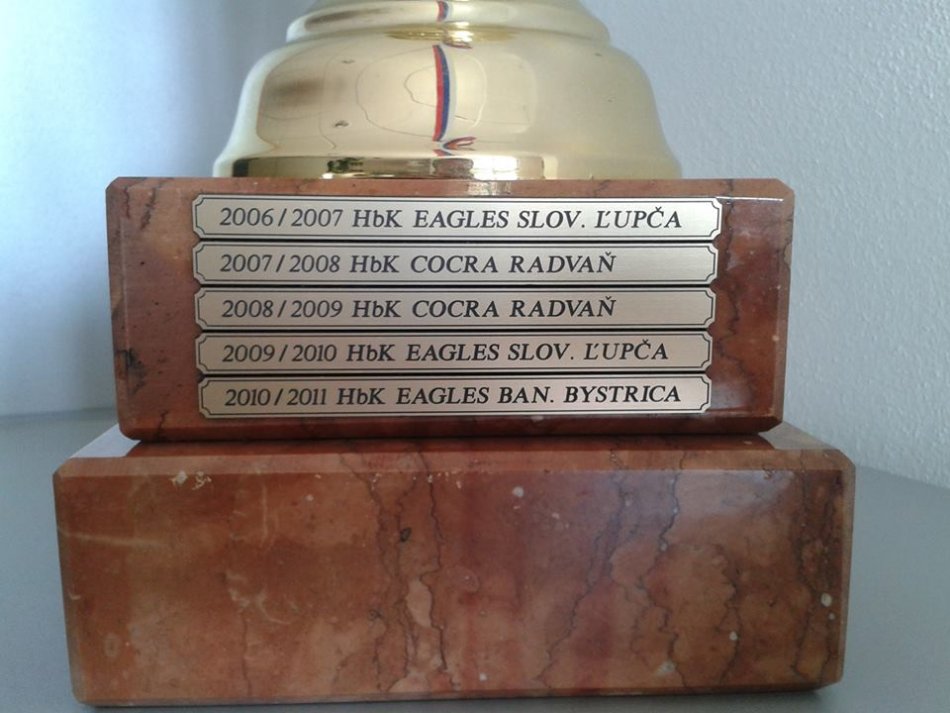 2006/2007 HbK EAGLES SLOV. ĽUPČA
2007/2008 HbK COCRA RADVAŇ
2008/2009 HbK COCRA RADVAŇ
2009/2010 HbK EAGLES SLOV. ĽUPČA
2010/2011 HbK EAGLES BAN. BYSTRICA